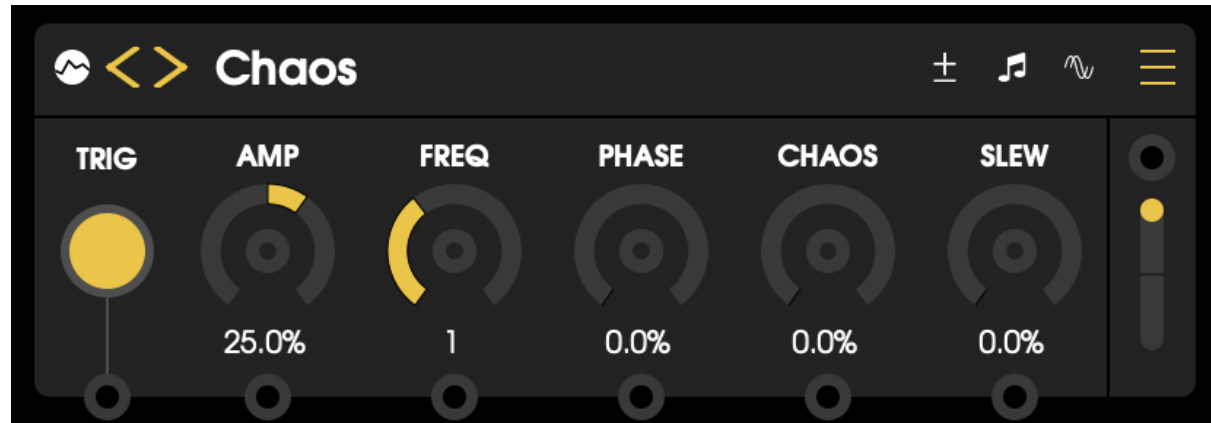 Chaos
TRIG AMP FREQ PHASE CHAOS SLEW
25.0% 1 0.0% 0.0% 0.0%